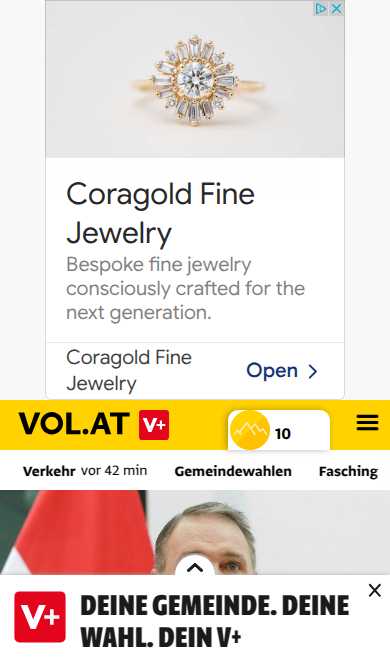 Coragold Fine
Jewelry
Bespoke fine jewelry
consciously crafted for the
next generation.
Coragold Fine
Jewelry
Open
VOL.AT V+
10
Verkehr vor 42 min Gemeindewahlen Fasching
V+ DEINE GEMEINDE. DEINE
WAHL. DEIN V+